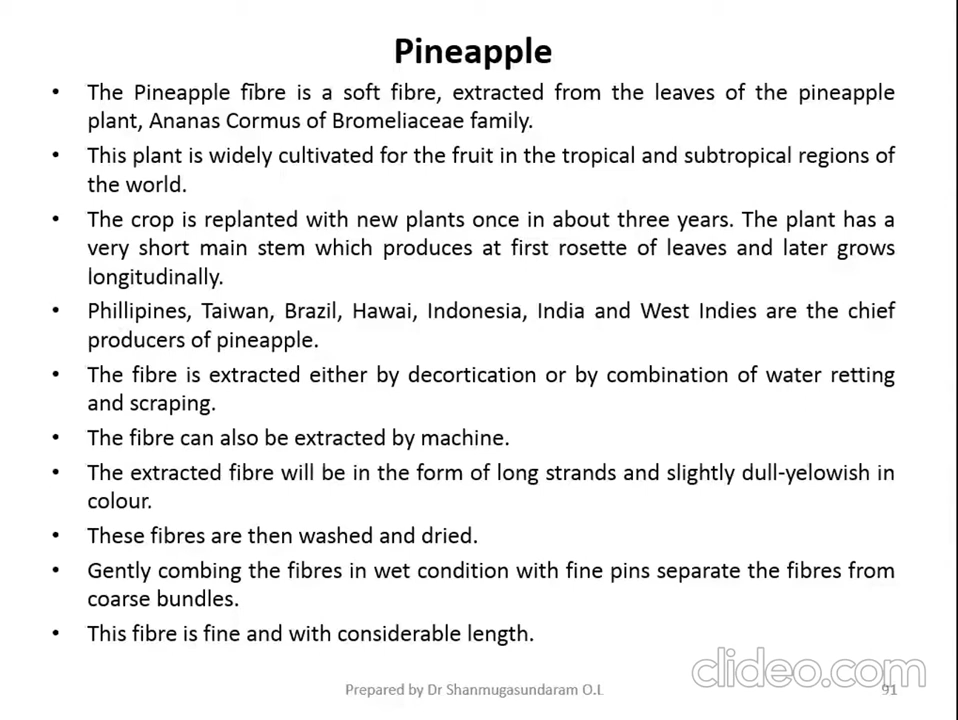 Pineapple
• The Pineapple fibre is a soft fibre, extracted from the leaves of the pineapple
plant, Ananas Cormus of Bromeliaceae family.
• This plant is widely cultivated for the fruit in the tropical and subtropical regions of
the world.
• The crop is replanted with new plants once in about three years. The plant has a
very short main stem which produces at first rosette of leaves and later grows
longitudinally.
• Phillipines, Taiwan, Brazil, Hawai, Indonesia, India and West Indies are the chief
producers of pineapple.
• The fibre is extracted either by decortication or by combination of water retting
and scraping.
• The fibre can also be extracted by machine.
• The extracted fibre will be in the form of long strands and slightly dull-yelowish in
colour.
• These fibres are then washed and dried.
• Gently combing the fibres in wet condition with fine pins separate the fibres from
coarse bundles.
• This fibre is fine and with considerable length.
clideo.com
Prepared by Dr Shanmugasundaram O.L 91